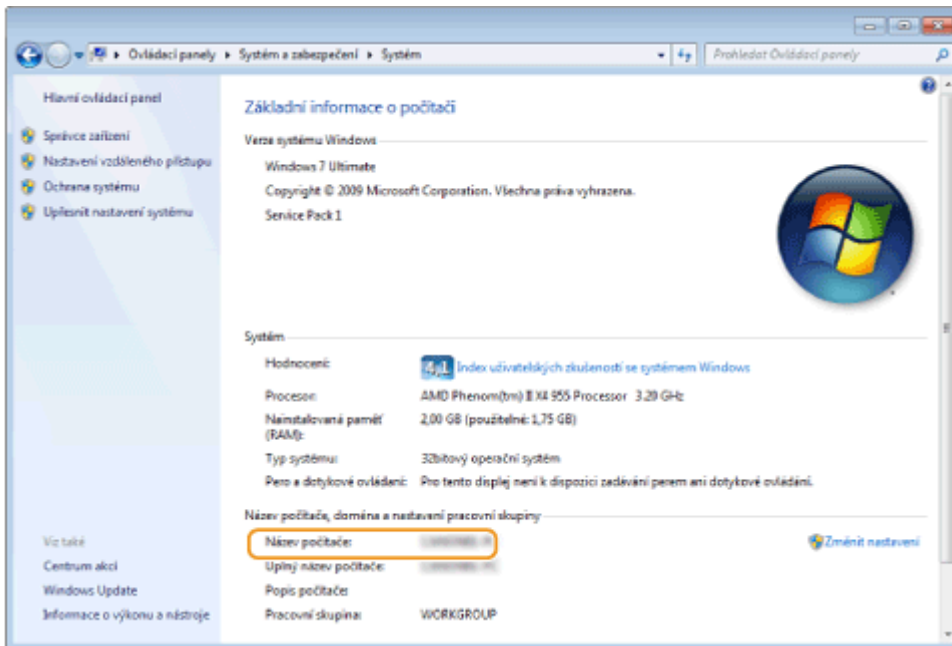 Ovládací panely ▸ Systém a zabezpečení ▸ Systém
Prohledat Ovládací panely
Hlavní ovládací panel
Správce zařízení
Nastavení vzdáleného přístupu
Ochrana systému
Upřesnit nastavení systému
Základní informace o počítači
Verze systému Windows
Windows 7 Ultimate
Copyright © 2009 Microsoft Corporation. Všechna práva vyhrazena.
Service Pack 1
Systém
Hodnocení: 4,1 Index uživatelských zkušeností se systémem Windows
Procesor: AMD Phenom(tm) II X4 955 Processor 3.20 GHz
Nainstalovaná paměť 2,00 GB (použitelné: 1,75 GB)
(RAM):
Typ systému: 32bitový operační systém
Pero a dotykové ovládání: Pro tento displej není k dispozici zadávání perem ani dotykové ovládání.
Název počítače, doména a nastavení pracovní skupiny
Název počítače:
Změnit nastavení
Úplný název počítače:
Popis počítače:
Pracovní skupina: WORKGROUP
Viz také
Centrum akcí
Windows Update
Informace o výkonu a nástroje